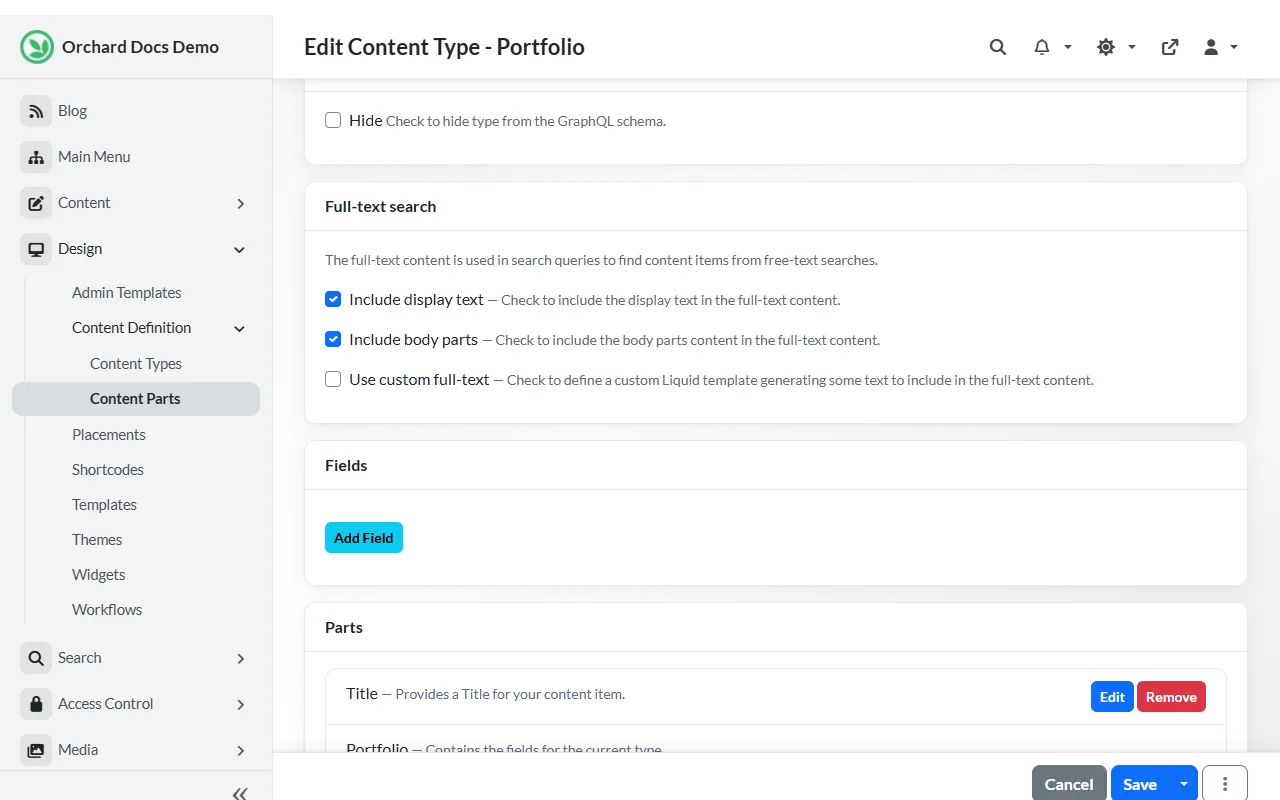 Orchard Docs Demo
Edit Content Type - Portfolio
Blog
Main Menu
Content
Design
Admin Templates
Content Definition
Content Types
Content Parts
Placements
Shortcodes
Templates
Themes
Widgets
Workflows
Search
Access Control
Media
Hide Check to hide type from the GraphQL schema.
Full-text search
The full-text content is used in search queries to find content items from free-text searches.
Include display text — Check to include the display text in the full-text content.
Include body parts — Check to include the body parts content in the full-text content.
Use custom full-text — Check to define a custom Liquid template generating some text to include in the full-text content.
Fields
Add Field
Parts
Title — Provides a Title for your content item.
Edit Remove
Portfolio — Contains the fields for the current type.
Cancel Save